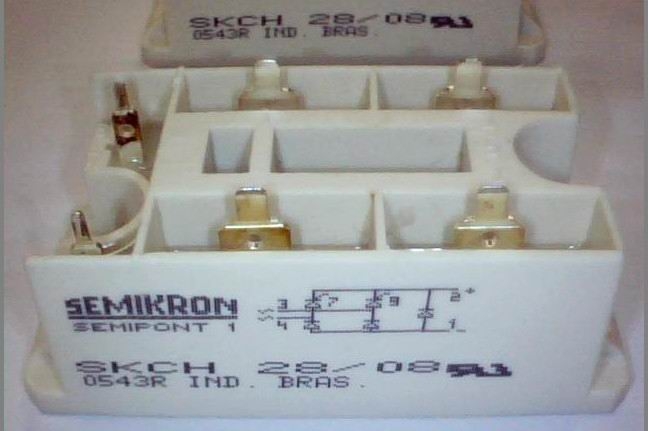 SKCH 28/08
0543R IND. BRAS.
SEMIKRON
SEMIPONT 1
3 7 9 2 +
4 1 -
SKCH 28/08
0543R IND. BRAS.